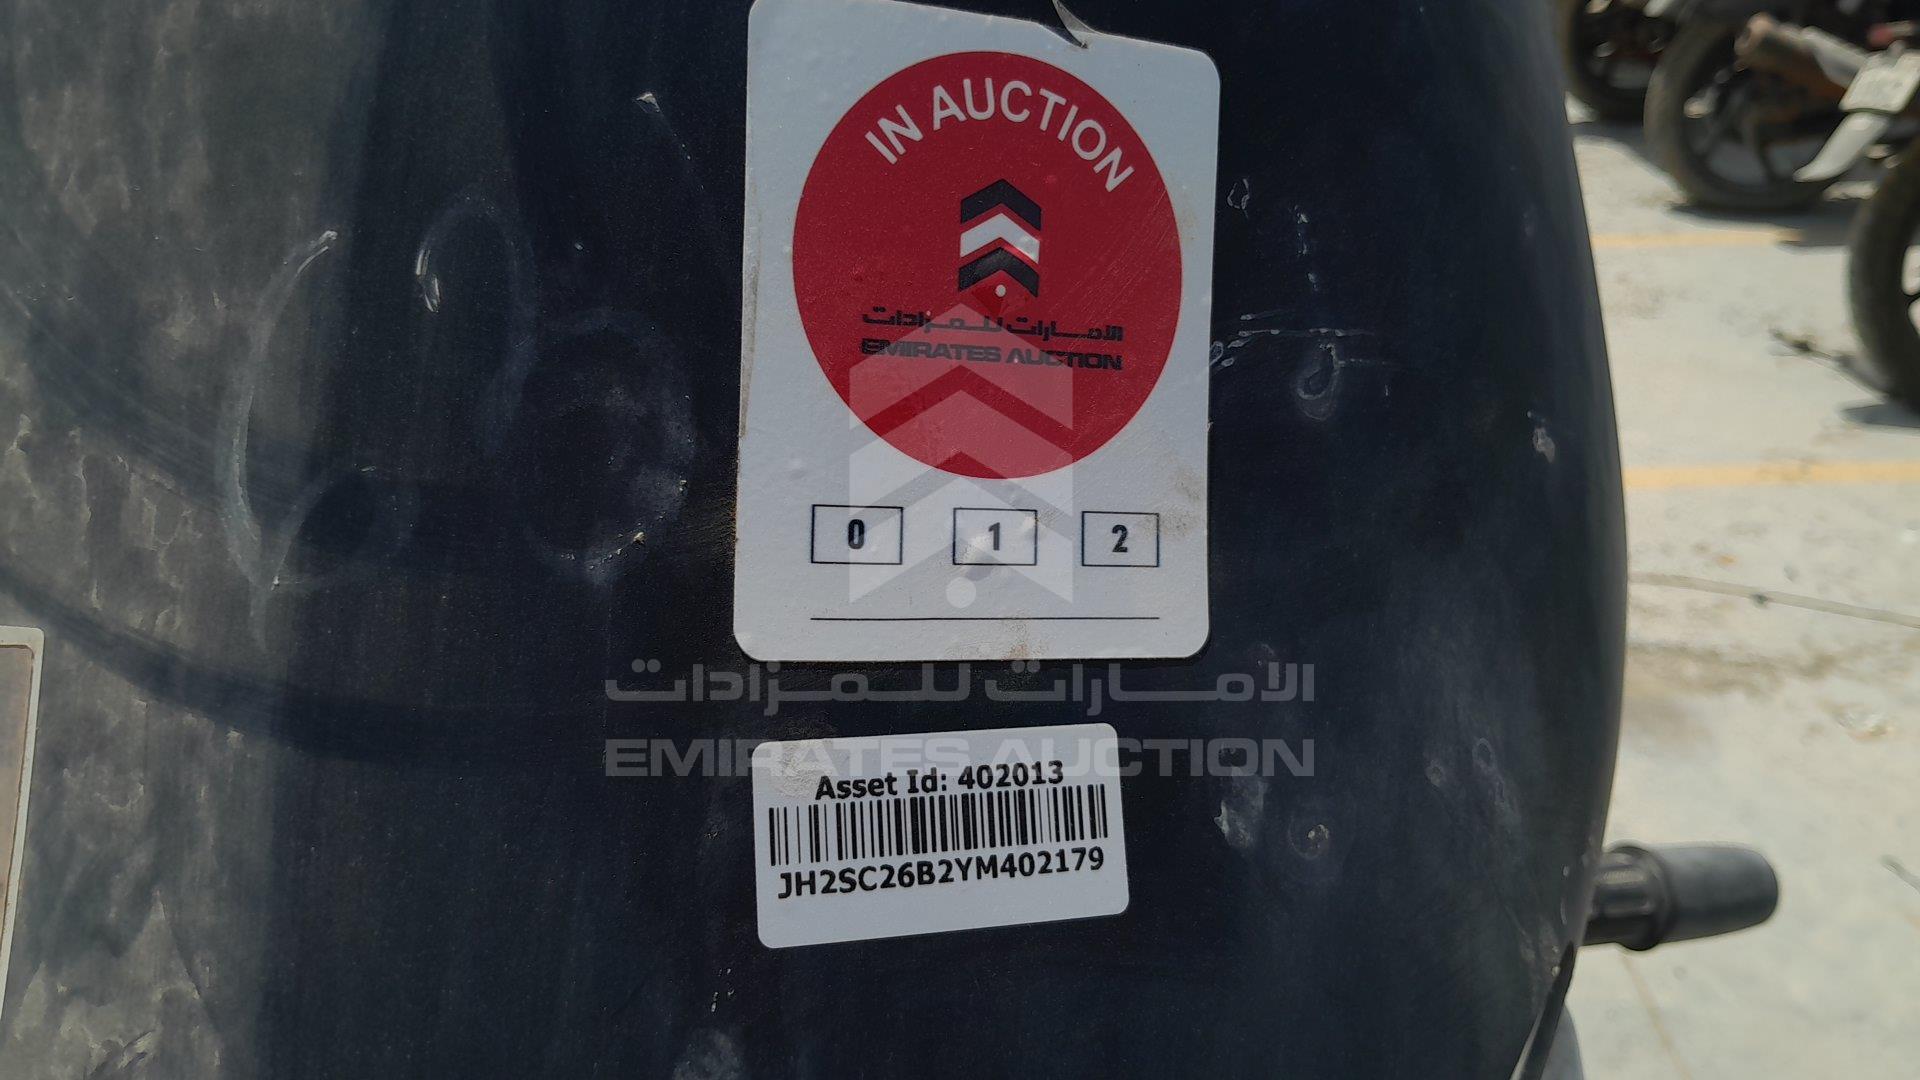 IN AUCTION
الامارات للمزادات
EMIRATES AUCTION
0 1 2
الامارات للمزادات
EMIRATES AUCTION
Asset Id: 402013
JH2SC26B2YM402179